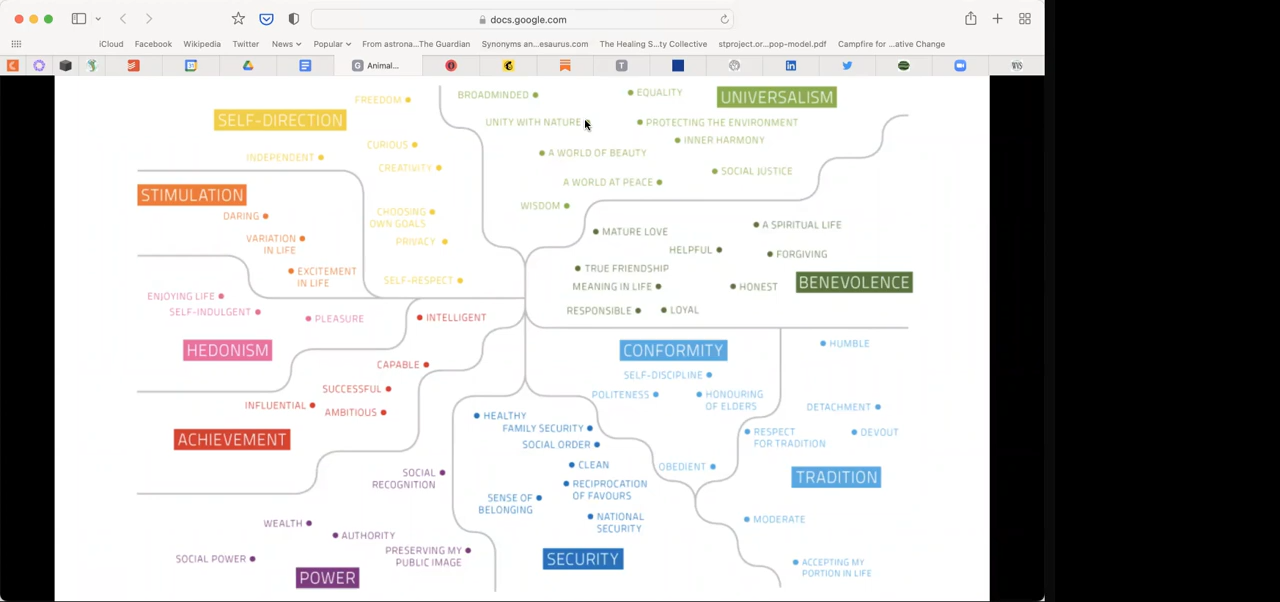 docs.google.com
iCloud
Facebook
Wikipedia
Twitter
News
Popular
From astrona...The Guardian
Synonyms an...esaurus.com
The Healing S...ty Collective
stproject.or...pop-model.pdf
Campfire for ...ative Change
Animal...
FREEDOM
BROADMINDED
EQUALITY
UNIVERSALISM
SELF-DIRECTION
UNITY WITH NATURE
PROTECTING THE ENVIRONMENT
CURIOUS
INNER HARMONY
INDEPENDENT
A WORLD OF BEAUTY
CREATIVITY
SOCIAL JUSTICE
STIMULATION
A WORLD AT PEACE
DARING
CHOOSING
OWN GOALS
WISDOM
VARIATION
IN LIFE
PRIVACY
MATURE LOVE
A SPIRITUAL LIFE
HELPFUL
FORGIVING
EXCITEMENT
IN LIFE
SELF-RESPECT
TRUE FRIENDSHIP
MEANING IN LIFE
HONEST
BENEVOLENCE
ENJOYING LIFE
SELF-INDULGENT
PLEASURE
INTELLIGENT
RESPONSIBLE
LOYAL
HEDONISM
CAPABLE
CONFORMITY
HUMBLE
SUCCESSFUL
SELF-DISCIPLINE
POLITENESS
HONOURING
OF ELDERS
INFLUENTIAL
AMBITIOUS
DETACHMENT
ACHIEVEMENT
HEALTHY
FAMILY SECURITY
SOCIAL ORDER
RESPECT
FOR TRADITION
DEVOUT
SOCIAL
RECOGNITION
CLEAN
OBEDIENT
TRADITION
RECIPROCATION
OF FAVOURS
SENSE OF
BELONGING
NATIONAL
SECURITY
MODERATE
WEALTH
AUTHORITY
SOCIAL POWER
PRESERVING MY
PUBLIC IMAGE
SECURITY
ACCEPTING MY
PORTION IN LIFE
POWER